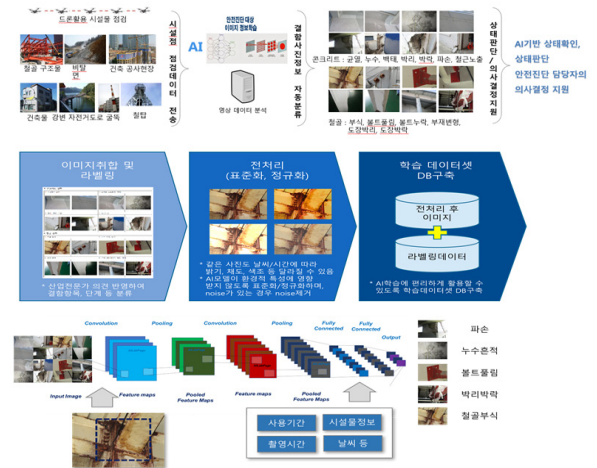 드론활용 시설물 점검
철골 구조물
비탈
면
건축 공사현장
건축물
강변 자전거도로
굴뚝
철탑
시설점 점검데이터 전송
AI
안전진단 대상
이미지 정보학습
영상 데이터 분석
결함사진정보 자동분류
콘크리트 : 균열, 누수, 백태, 박리, 박락, 파손, 철근노출
철골 : 부식, 볼트풀림, 볼트누락, 부재변형,
도장박리, 도장박락
상태판단/의사결정지원
AI기반 상태확인,
상태판단
안전진단 담당자의
의사결정 지원
이미지취합 및
라벨링
* 산업전문가 의견 반영하여
결함항목, 단계 등 분류
전처리
(표준화, 정규화)
* 같은 사진도 날씨/시간에 따라
밝기, 채도, 색조 등 달라질 수 있음
* AI모델이 환경적 특성에 영향
받지 않도록 표준화/정규화하며,
noise가 있는 경우 noise제거
학습 데이터셋
DB구축
전처리 후
이미지
라벨링데이터
* AI학습에 편리하게 활용할 수
있도록 학습데이터셋 DB구축
Convolution
Pooling
Convolution
Pooling
Fully
Connected
Fully
Connected
Output
Input Image
Feature maps
Pooled
Feature Maps
Feature maps
Pooled
Feature Maps
파손
누수흔적
볼트풀림
박리박락
철골부식
사용기간
시설물정보
촬영시간
날씨 등